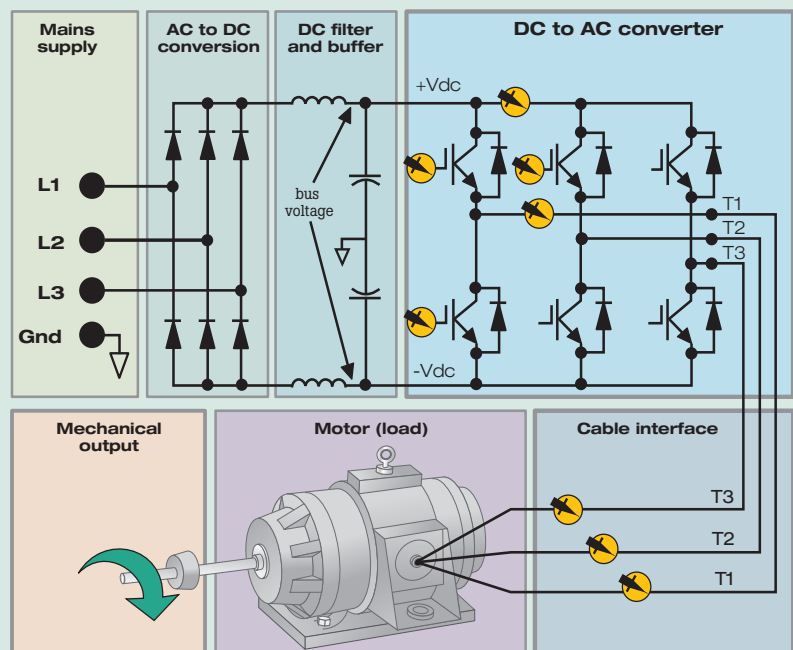 Mains
supply
AC to DC
conversion
DC filter
and buffer
DC to AC converter
+Vdc
L1
bus
voltage
T1
L2
T2
T3
L3
Gnd
-Vdc
Mechanical
output
Motor (load)
Cable interface
T3
T2
T1